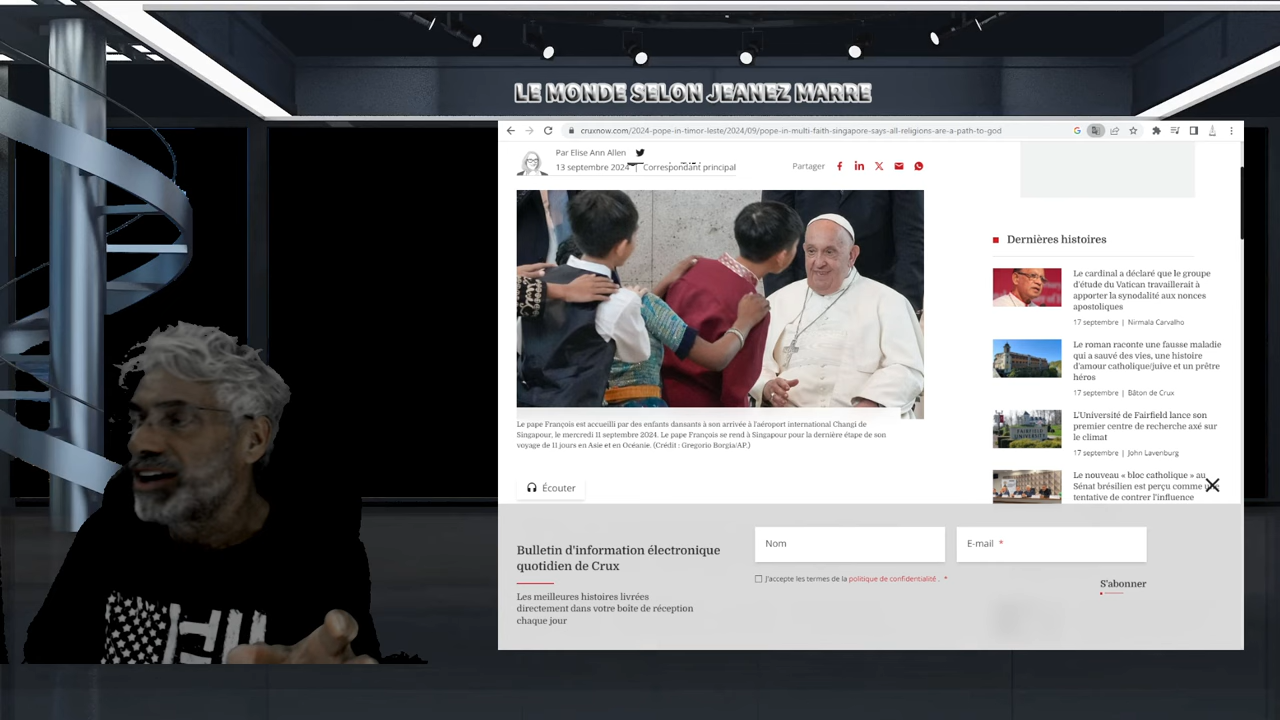 LE MONDE SELON JEANEZ MARRE
cruxnow.com/2024-pope-in-timor-leste/2024/09/pope-in-multi-faith-singapore-says-all-religions-are-a-path-to-god
Par Elise Ann Allen
13 septembre 2024 | Correspondant principal
Partager
Le pape François est accueilli par des enfants dansants à son arrivée à l'aéroport international Changi de
Singapour, le mercredi 11 septembre 2024. Le pape François se rend à Singapour pour la dernière étape de son
voyage de 11 jours en Asie et en Océanie. (Crédit : Gregorio Borgia/AP.)
Écouter
Dernières histoires
Le cardinal a déclaré que le groupe
d'étude du Vatican travaillerait à
apporter la synodalité aux nonces
apostoliques
17 septembre | Nirmala Carvalho
Le roman raconte une fausse maladie
qui a sauvé des vies, une histoire
d'amour catholique/juive et un prêtre
héros
17 septembre | Bâton de Crux
FAIRFIELD
UNIVERSITY
L'Université de Fairfield lance son
premier centre de recherche axé sur
le climat
17 septembre | John Lavenburg
Le nouveau « bloc catholique » au
Sénat brésilien est perçu comme une
tentative de contrer l'influence
Bulletin d'information électronique
quotidien de Crux
Les meilleures histoires livrées
directement dans votre boîte de réception
chaque jour
Nom
E-mail *
J'accepte les termes de la politique de confidentialité . *
S'abonner